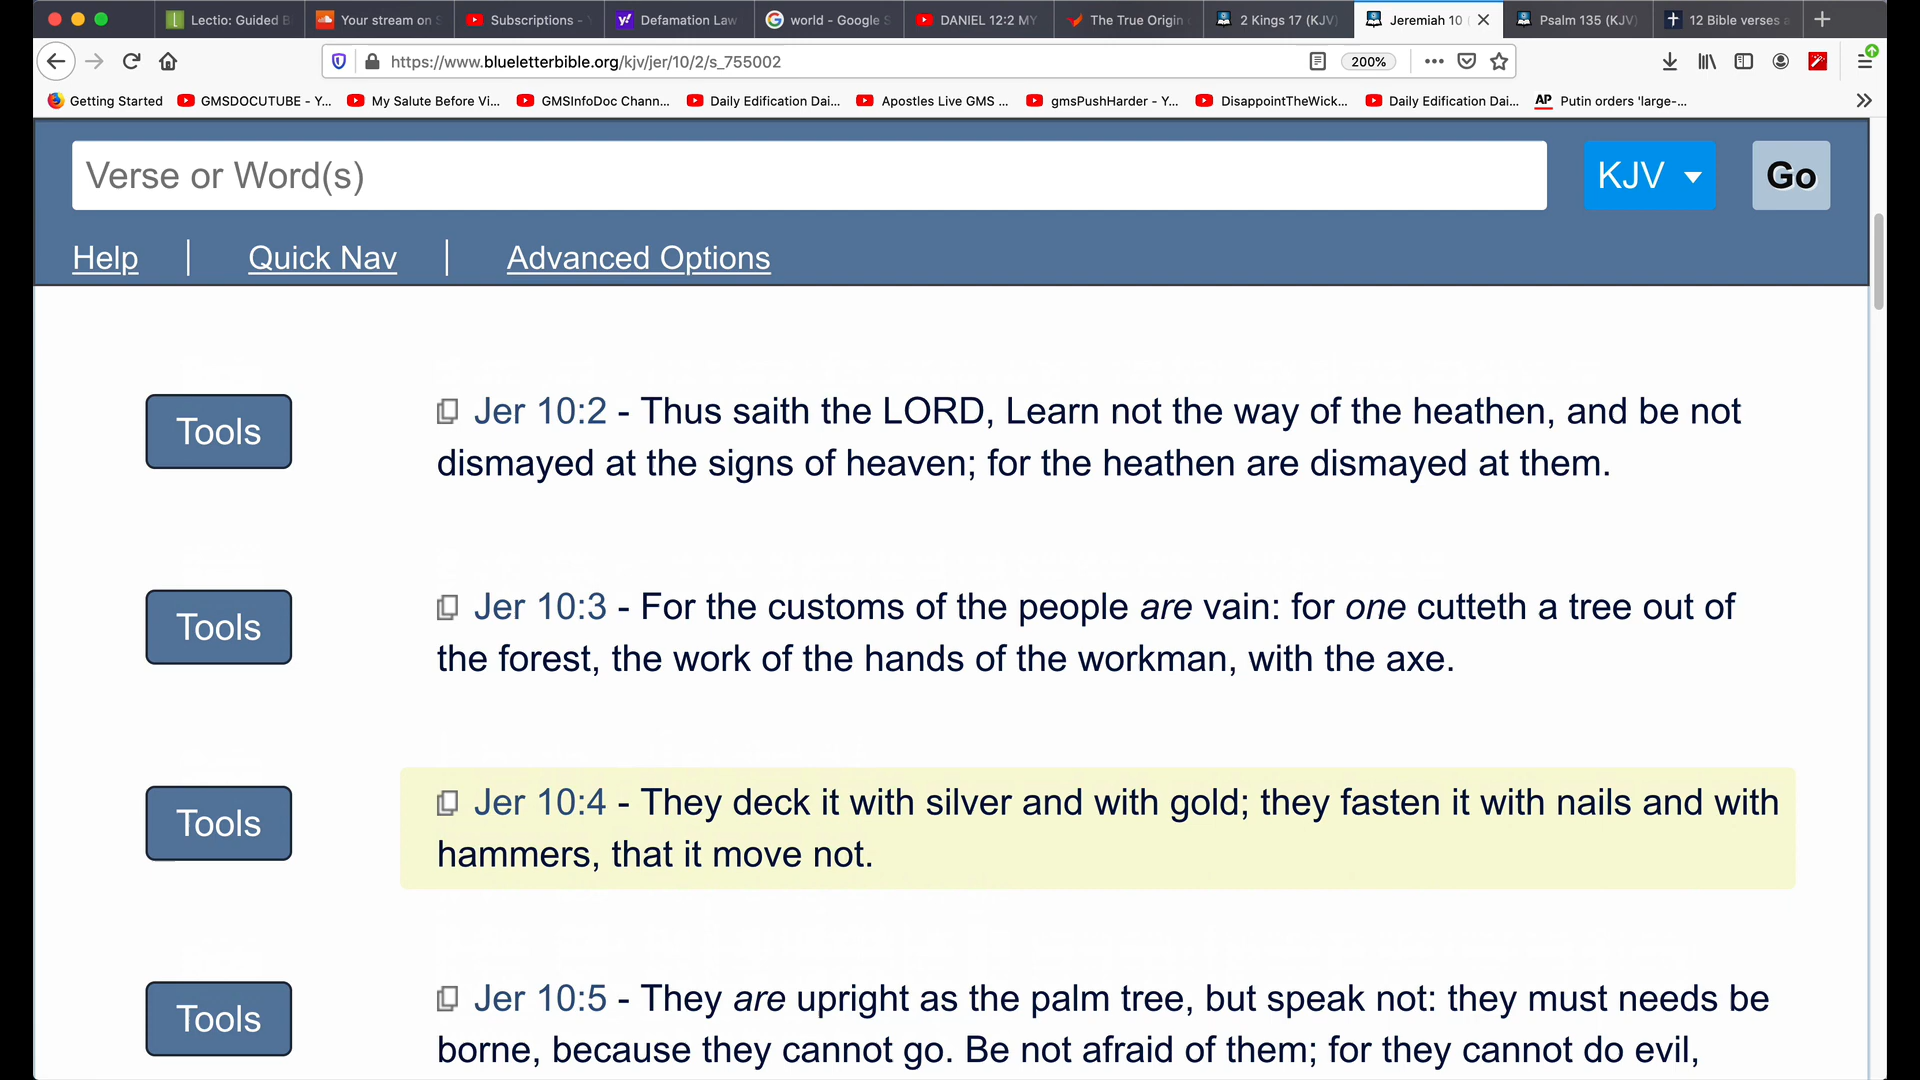 Lectio: Guided B
Your stream on S
Subscriptions - Y
Defamation Law
world - Google S
DANIEL 12:2 MY
The True Origin o
2 Kings 17 (KJV)
Jeremiah 10
Psalm 135 (KJV)
12 Bible verses a
https://www.blueletterbible.org/kjv/jer/10/2/s_755002
200%
Getting Started
GMSDOCUTUBE - Y...
My Salute Before Vi...
GMSInfoDoc Chann...
Daily Edification Dai...
Apostles Live GMS ...
gmsPushHarder - Y...
DisappointTheWick...
Daily Edification Dai...
AP Putin orders 'large-...
Verse or Word(s)
KJV
Go
Help | Quick Nav | Advanced Options
Tools
Jer 10:2 - Thus saith the LORD, Learn not the way of the heathen, and be not
dismayed at the signs of heaven; for the heathen are dismayed at them.
Tools
Jer 10:3 - For the customs of the people are vain: for one cutteth a tree out of
the forest, the work of the hands of the workman, with the axe.
Tools
Jer 10:4 - They deck it with silver and with gold; they fasten it with nails and with
hammers, that it move not.
Tools
Jer 10:5 - They are upright as the palm tree, but speak not: they must needs be
borne, because they cannot go. Be not afraid of them; for they cannot do evil,